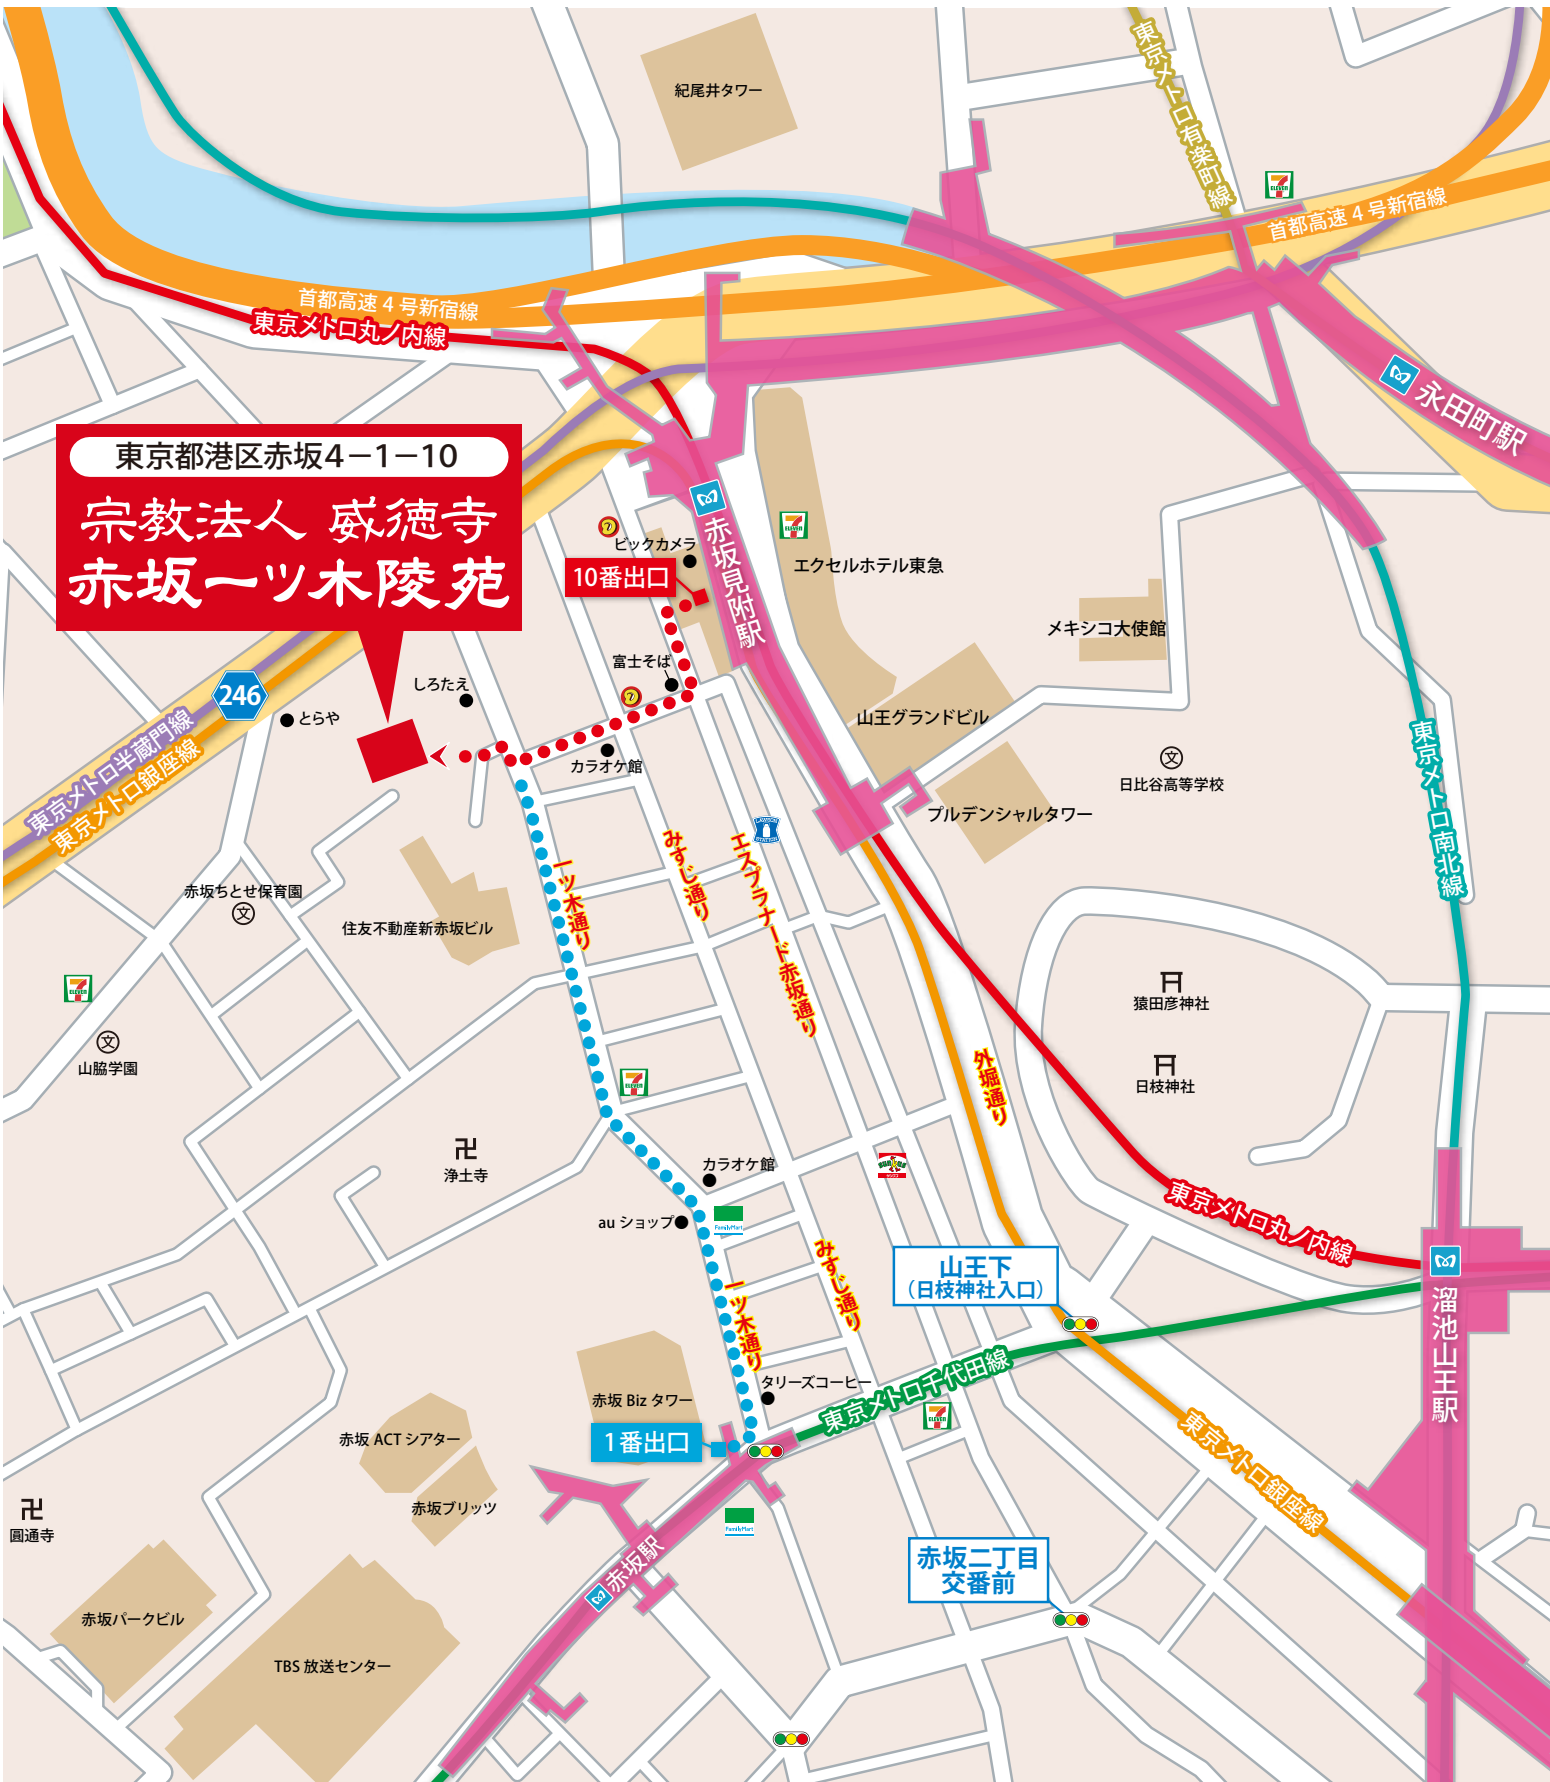 紀尾井タワー
東京メトロ有楽町線
7
ELEVEN
首都高速4号新宿線
首都高速4号新宿線
東京メトロ丸ノ内線
永田町駅
東京都港区赤坂4−1−10
宗教法人 威徳寺
赤坂一ツ木陵苑
ビックカメラ
10番出口
赤坂見附駅
7
ELEVEN
エクセルホテル東急
メキシコ大使館
富士そば
246
しろたえ
とらや
山王グランドビル
カラオケ館
東京メトロ半蔵門線
東京メトロ銀座線
東京メトロ南北線
文
日比谷高等学校
プルデンシャルタワー
LAWSON
STATION
一ツ木通り
みすじ通り
エスプラナード赤坂通り
赤坂ちとせ保育園
文
住友不動産新赤坂ビル
7
ELEVEN
文
山脇学園
猿田彦神社
日枝神社
外堀通り
7
ELEVEN
浄土寺
カラオケ館
au ショップ
FamilyMart
東京メトロ丸ノ内線
みすじ通り
山王下
(日枝神社入口)
溜池山王駅
一ツ木通り
赤坂 Biz タワー
タリーズコーヒー
東京メトロ千代田線
7
ELEVEN
1番出口
赤坂 ACT シアター
赤坂ブリッツ
東京メトロ銀座線
FamilyMart
圓通寺
赤坂駅
赤坂二丁目
交番前
赤坂パークビル
TBS 放送センター